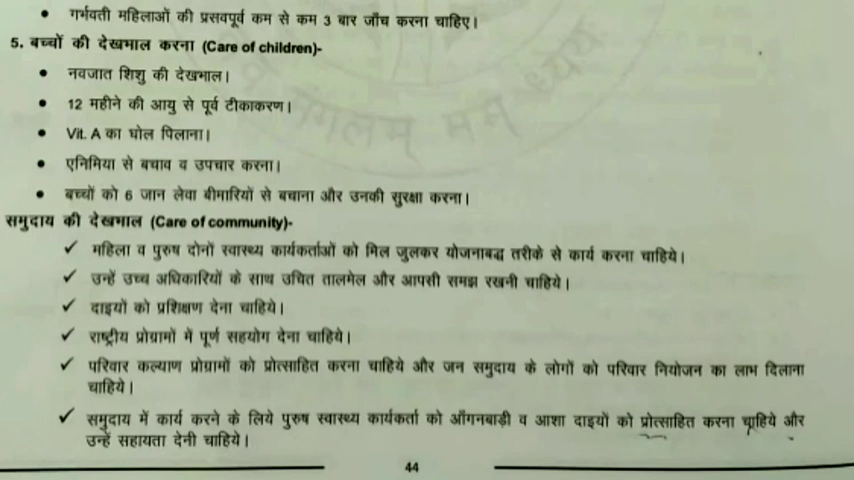 • गर्भवती महिलाओं की प्रसवपूर्व कम से कम 3 बार जाँच करना चाहिए।
5. बच्चों की देखभाल करना (Care of children)-
• नवजात शिशु की देखभाल।
• 12 महीने की आयु से पूर्व टीकाकरण।
• Vit. A का घोल पिलाना।
• एनिमिया से बचाव व उपचार करना।
• बच्चों को 6 जान लेवा बीमारियों से बचाना और उनकी सुरक्षा करना।
समुदाय की देखभाल (Care of community)-
✓ महिला व पुरुष दोनों स्वास्थ्य कार्यकर्ताओं को मिल जुलकर योजनाबद्ध तरीके से कार्य करना चाहिये।
✓ उन्हें उच्च अधिकारियों के साथ उचित तालमेल और आपसी समझ रखनी चाहिये।
✓ दाइयों को प्रशिक्षण देना चाहिये।
✓ राष्ट्रीय प्रोग्रामों में पूर्ण सहयोग देना चाहिये।
✓ परिवार कल्याण प्रोग्रामों को प्रोत्साहित करना चाहिये और जन समुदाय के लोगों को परिवार नियोजन का लाभ दिलाना
चाहिये।
✓ समुदाय में कार्य करने के लिये पुरुष स्वास्थ्य कार्यकर्ता को आँगनबाड़ी व आशा दाइयों को प्रोत्साहित करना चाहिये और
उन्हें सहायता देनी चाहिये।
44